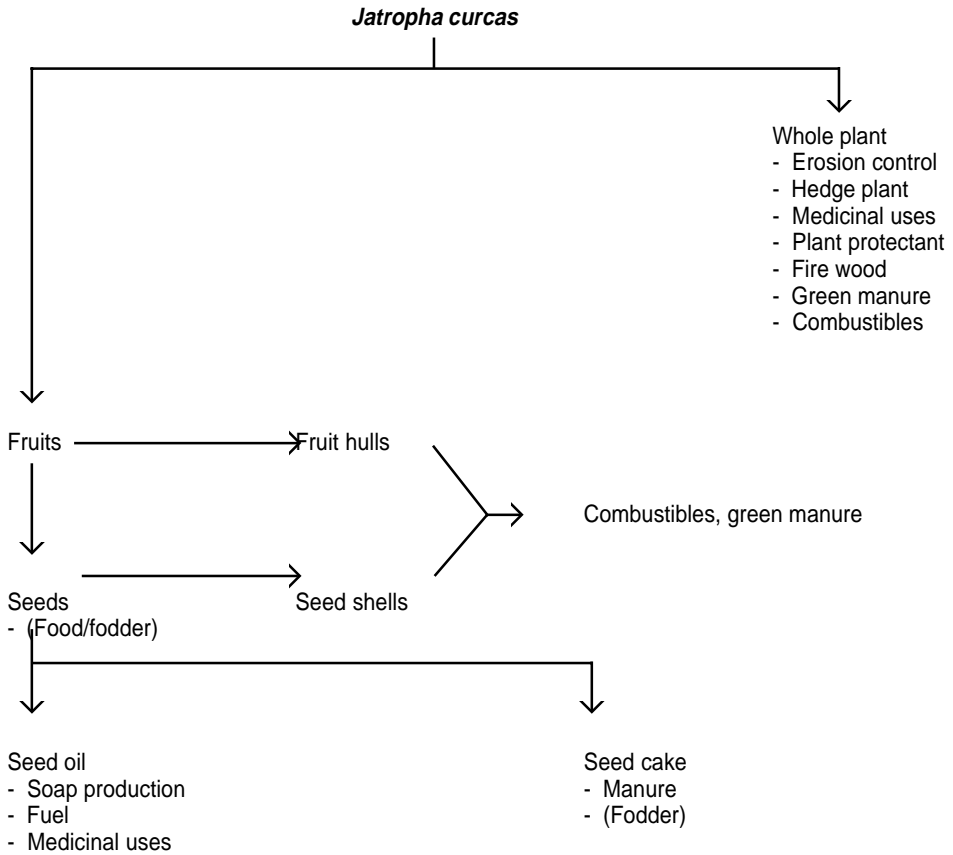 Jatropha curcas
Whole plant
- Erosion control
- Hedge plant
- Medicinal uses
- Plant protectant
- Fire wood
- Green manure
- Combustibles
Fruits
Fruit hulls
Combustibles, green manure
Seeds
- (Food/fodder)
Seed shells
Seed oil
- Soap production
- Fuel
- Medicinal uses
Seed cake
- Manure
- (Fodder)